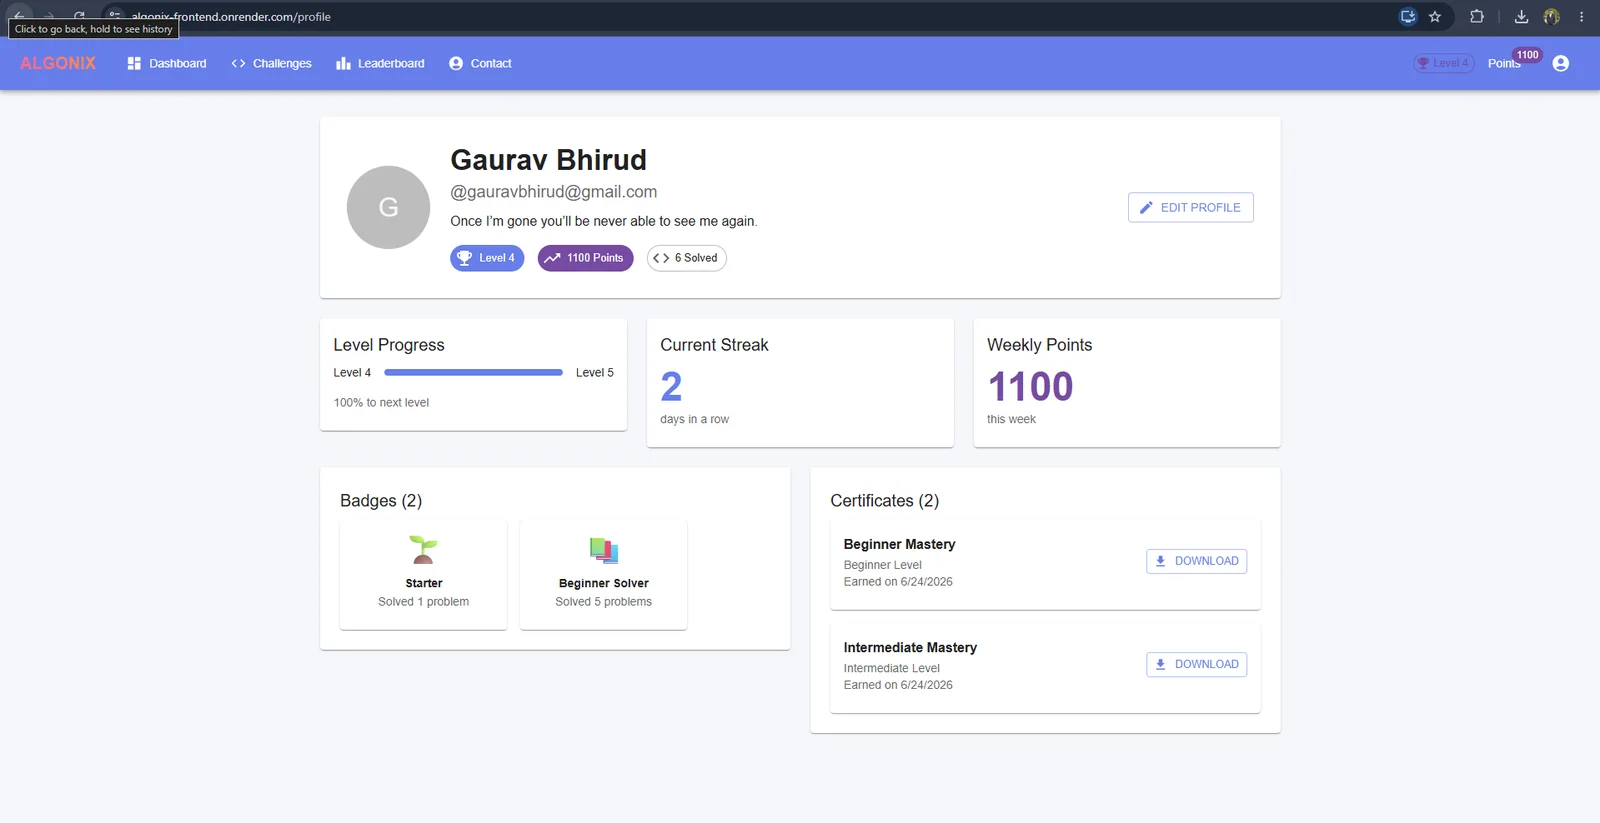 algonix-frontend.onrender.com/profile
Click to go back, hold to see history
ALGONIX
Dashboard
Challenges
Leaderboard
Contact
Level 4
Points
1100
G
Gaurav Bhirud
@gauravbhirud@gmail.com
Once I'm gone you'll be never able to see me again.
Level 4
1100 Points
6 Solved
EDIT PROFILE
Level Progress
Level 4
Level 5
100% to next level
Current Streak
2
days in a row
Weekly Points
1100
this week
Badges (2)
Starter
Solved 1 problem
Beginner Solver
Solved 5 problems
Certificates (2)
Beginner Mastery
Beginner Level
Earned on 6/24/2026
DOWNLOAD
Intermediate Mastery
Intermediate Level
Earned on 6/24/2026
DOWNLOAD